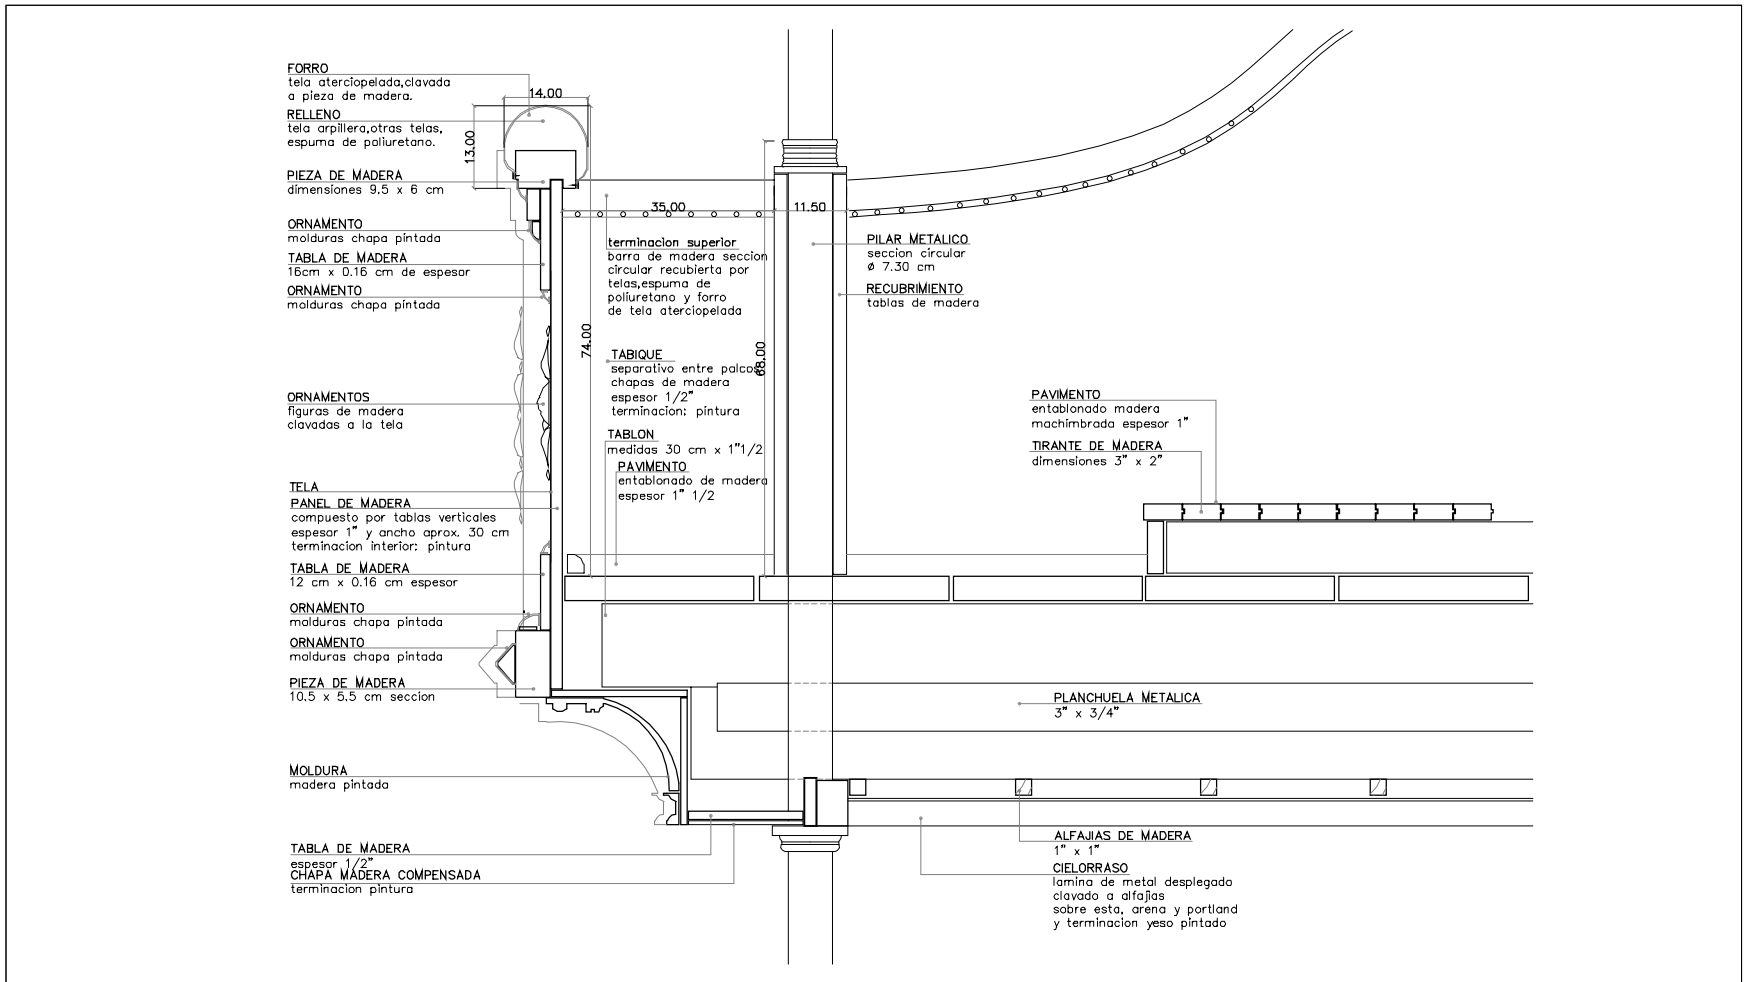 FORRO
tela aterciopelada,clavada
a pieza de madera.
14.00
RELLENO
tela arpillera,otras telas,
espuma de poliuretano.
13.00
PIEZA DE MADERA
dimensiones 9.5 x 6 cm
ORNAMENTO
molduras chapa pintada
TABLA DE MADERA
16cm x 0.16 cm de espesor
ORNAMENTO
molduras chapa pintada
ORNAMENTOS
figuras de madera
clavadas a la tela
TELA
PANEL DE MADERA
compuesto por tablas verticales
espesor 1" y ancho aprox. 30 cm
terminacion interior: pintura
TABLA DE MADERA
12 cm x 0.16 cm espesor
ORNAMENTO
molduras chapa pintada
ORNAMENTO
molduras chapa pintada
PIEZA DE MADERA
10.5 x 5.5 cm seccion
MOLDURA
madera pintada
TABLA DE MADERA
espesor 1/2"
CHAPA MADERA COMPENSADA
terminacion pintura
35.00
11.50
terminacion superior
barra de madera seccion
circular recubierta por
telas,espuma de
poliuretano y forro
de tela aterciopelada
74.00
68.00
TABIQUE
separativo entre palcos
chapas de madera
espesor 1/2"
terminacion: pintura
TABLON
medidas 30 cm x 1"1/2
PAVIMENTO
entablonado de madera
espesor 1" 1/2
PILAR METALICO
seccion circular
ø 7.30 cm
RECUBRIMIENTO
tablas de madera
PAVIMENTO
entablonado madera
machimbrada espesor 1"
TIRANTE DE MADERA
dimensiones 3" x 2"
PLANCHUELA METALICA
3" x 3/4"
ALFAJIAS DE MADERA
1" x 1"
CIELORRASO
lamina de metal desplegado
clavado a alfajias
sobre esta, arena y portland
y terminacion yeso pintado